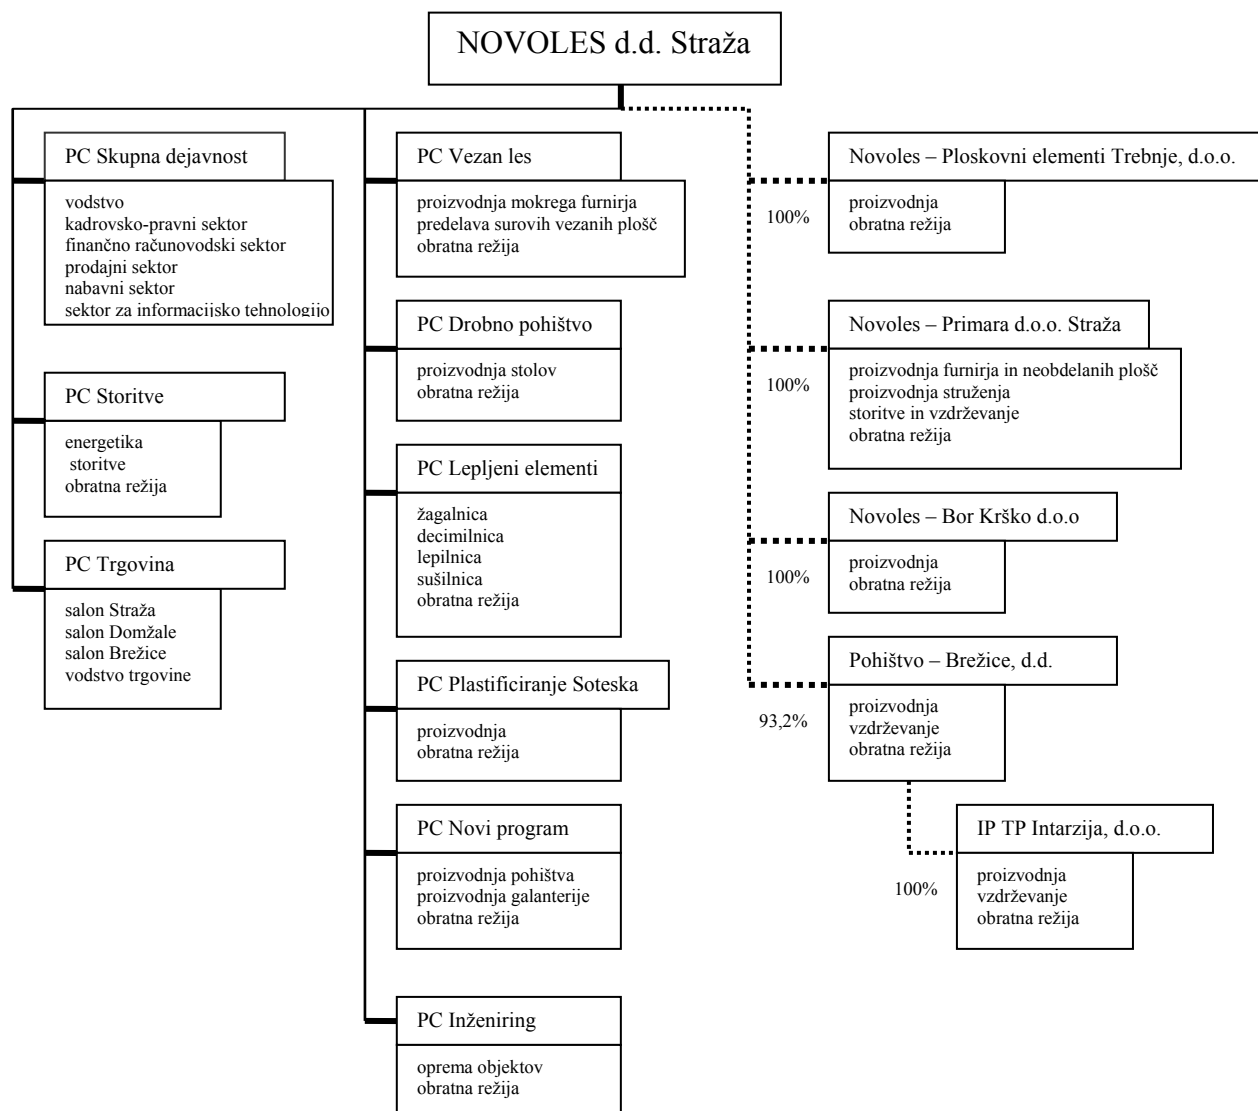 NOVOLES d.d. Straža
PC Skupna dejavnost
vodstvo
kadrovsko-pravni sektor
finančno računovodski sektor
prodajni sektor
nabavni sektor
sektor za informacijsko tehnologijo
PC Storitve
energetika
storitve
obratna režija
PC Trgovina
salon Straža
salon Domžale
salon Brežice
vodstvo trgovine
PC Vezan les
proizvodnja mokrega furnirja
predelava surovih vezanih plošč
obratna režija
PC Drobno pohištvo
proizvodnja stolov
obratna režija
PC Lepljeni elementi
žagalnica
decimilnica
lepilnica
sušilnica
obratna režija
PC Plastificiranje Soteska
proizvodnja
obratna režija
PC Novi program
proizvodnja pohištva
proizvodnja galanterije
obratna režija
PC Inženiring
oprema objektov
obratna režija
Novoles – Ploskovni elementi Trebnje, d.o.o.
100%
proizvodnja
obratna režija
Novoles – Primara d.o.o. Straža
100%
proizvodnja furnirja in neobdelanih plošč
proizvodnja struženja
storitve in vzdrževanje
obratna režija
Novoles – Bor Krško d.o.o
100%
proizvodnja
obratna režija
Pohištvo – Brežice, d.d.
93,2%
proizvodnja
vzdrževanje
obratna režija
IP TP Intarzija, d.o.o.
100%
proizvodnja
vzdrževanje
obratna režija